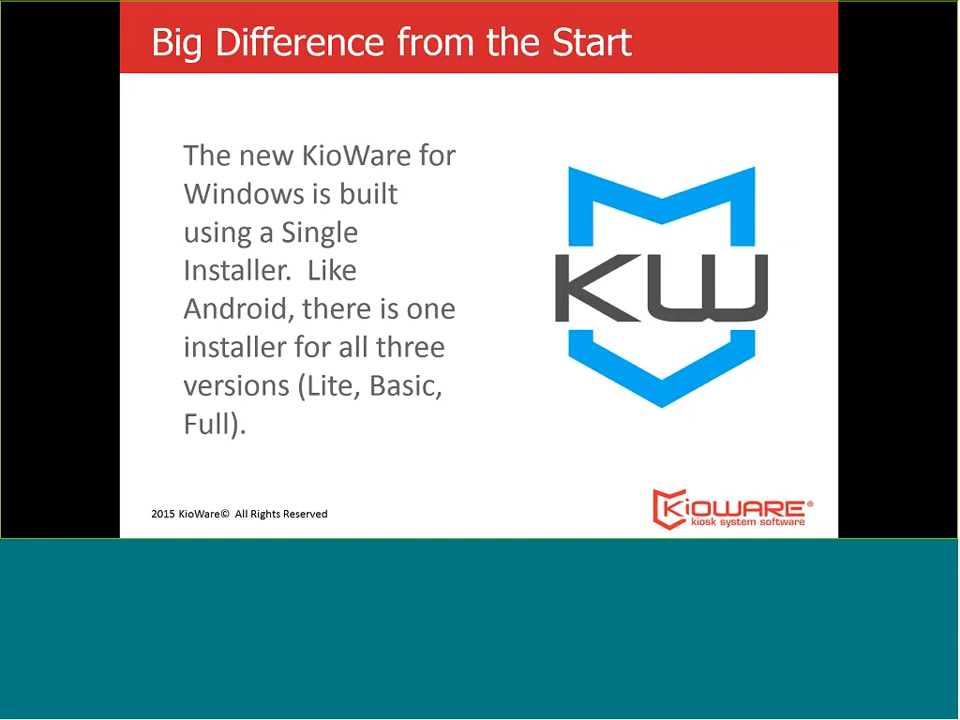 Big Difference from the Start
The new KioWare for
Windows is built
using a Single
Installer.  Like
Android, there is one
installer for all three
versions (Lite, Basic,
Full).
KW
2015 KioWare©  All Rights Reserved
KIOWARE®
kiosk system software